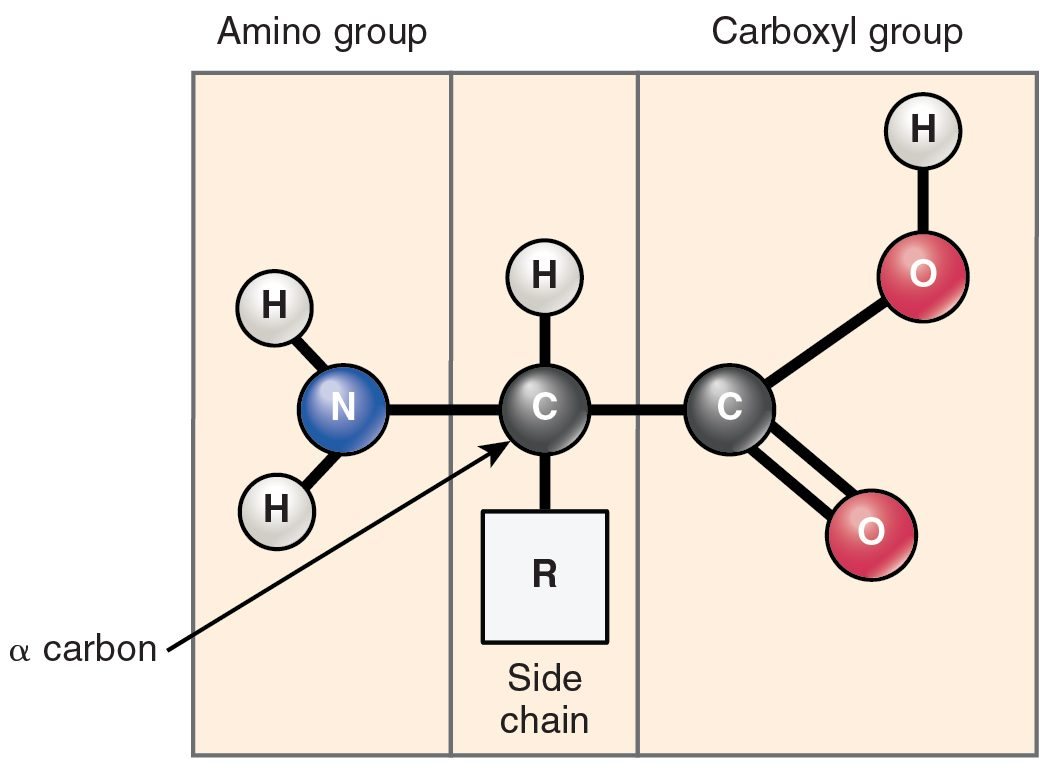 Amino group
Carboxyl group
H
H
H
O
N
C
C
H
O
R
α carbon
Side
chain